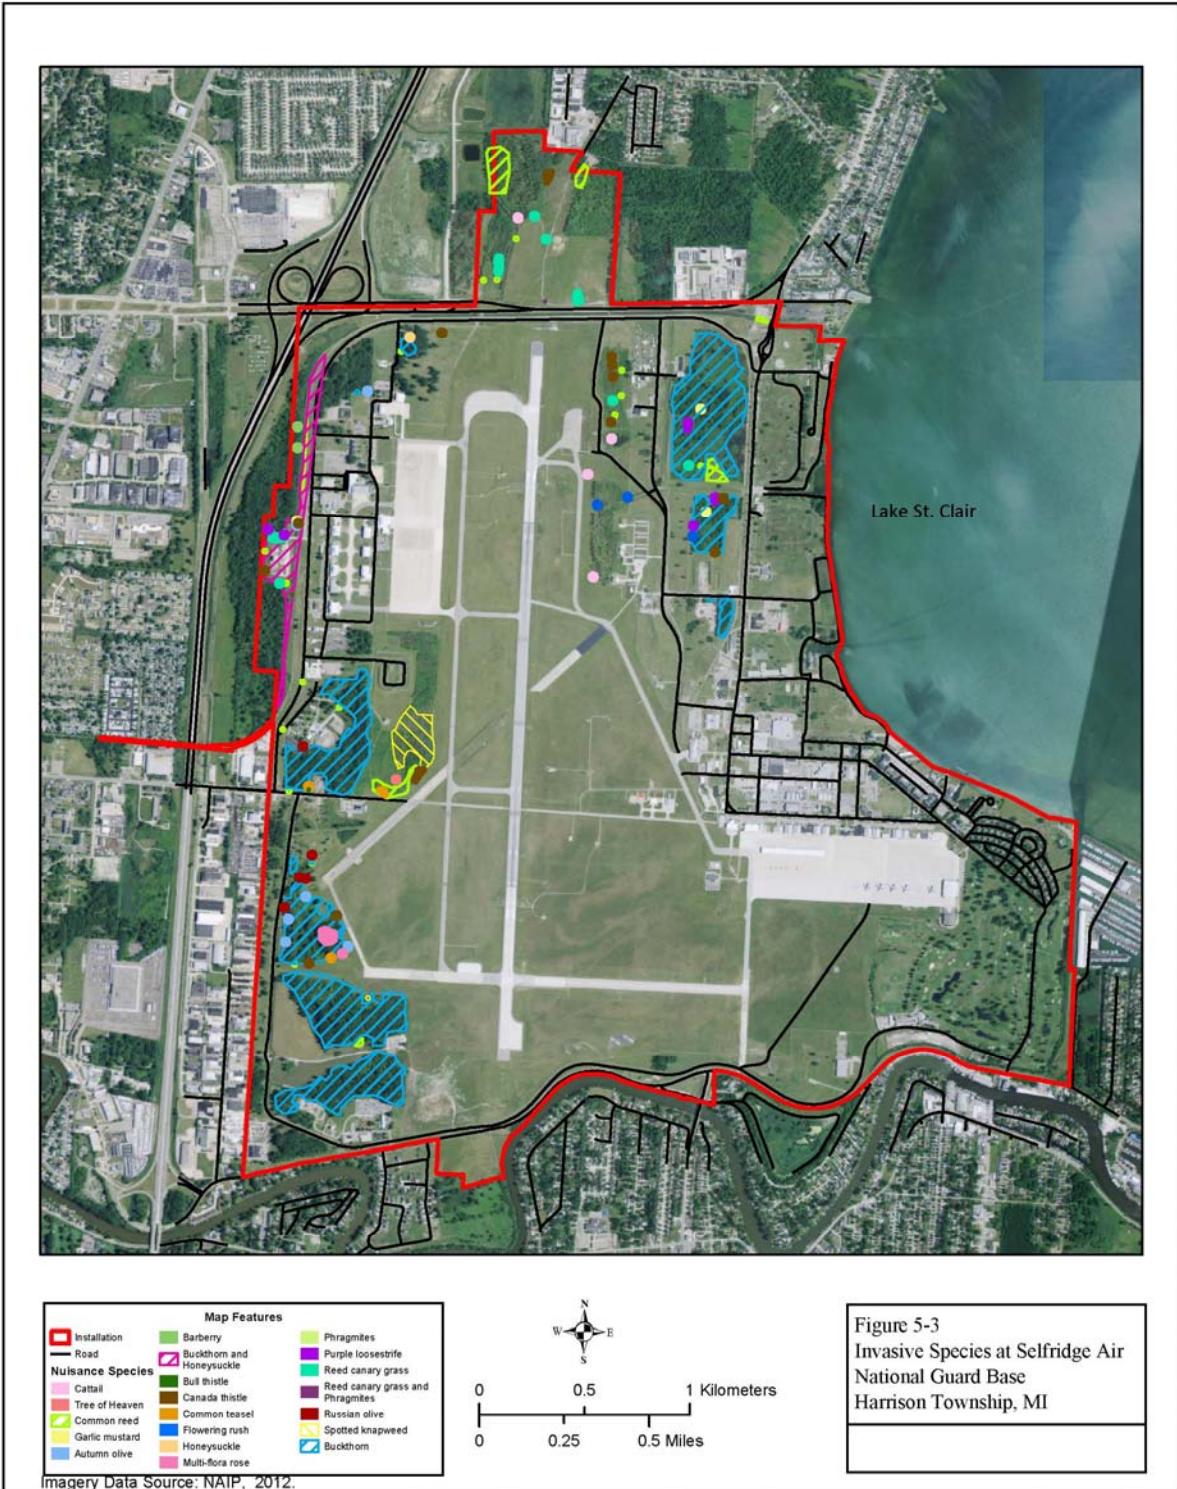 Lake St. Clair
Map Features
Installation
Road
Nuisance Species
Cattail
Tree of Heaven
Common reed
Garlic mustard
Autumn olive
Barberry
Buckthorn and
Honeysuckle
Bull thistle
Canada thistle
Common teasel
Flowering rush
Honeysuckle
Multi-flora rose
Phragmites
Purple loosestrife
Reed canary grass
Reed canary grass and
Phragmites
Russian olive
Spotted knapweed
Buckthorn
N
W E
S
0 0.5 1 Kilometers
0 0.25 0.5 Miles
Figure 5-3
Invasive Species at Selfridge Air
National Guard Base
Harrison Township, MI
Imagery Data Source: NAIP, 2012.